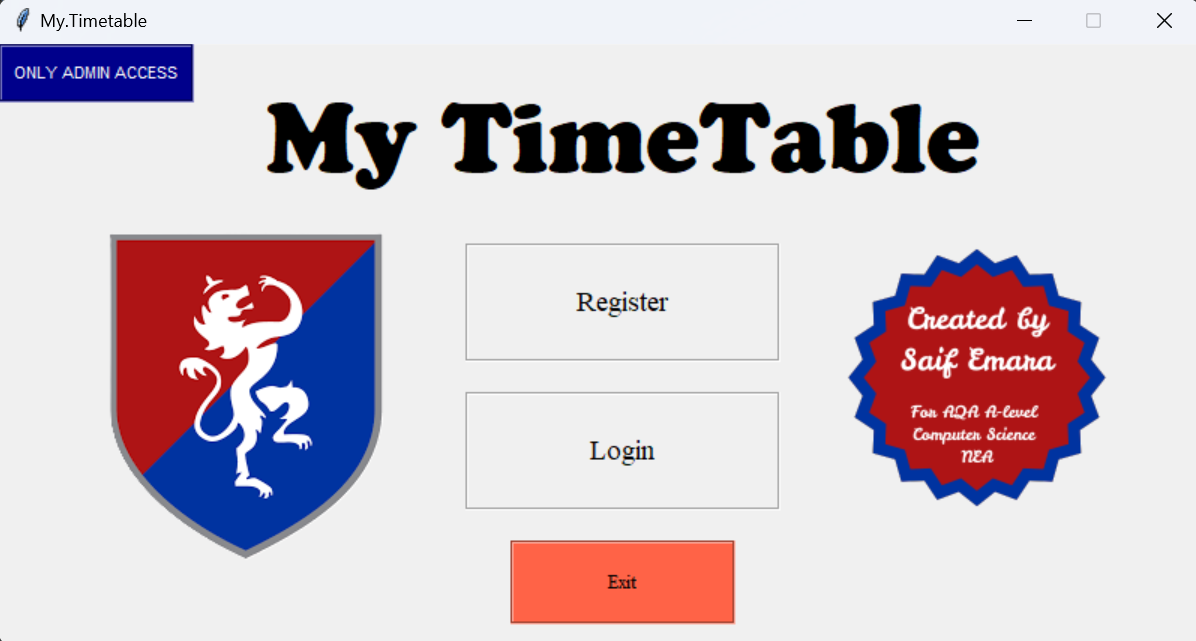 My.Timetable
ONLY ADMIN ACCESS
My TimeTable
Register
Login
Exit
Created by
Saif Emara
For AQA A-level
Computer Science
NEA